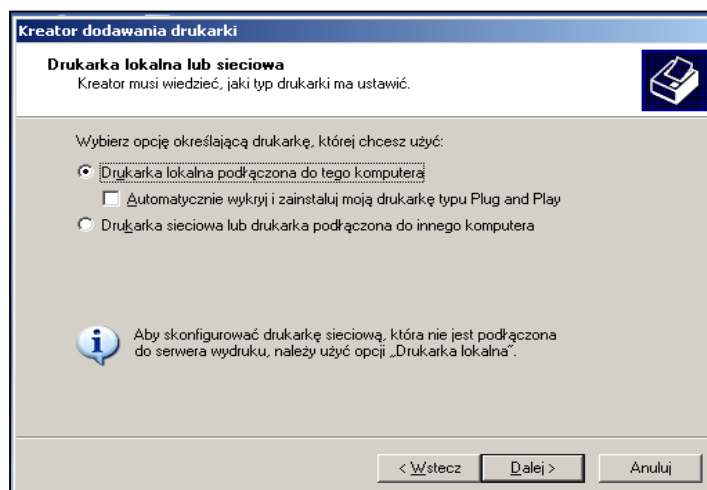 Kreator dodawania drukarki
Drukarka lokalna lub sieciowa
Kreator musi wiedzieć, jaki typ drukarki ma ustawić.
Wybierz opcję określającą drukarkę, której chcesz użyć:
Drukarka lokalna podłączona do tego komputera
Automatycznie wykryj i zainstaluj moją drukarkę typu Plug and Play
Drukarka sieciowa lub drukarka podłączona do innego komputera
Aby skonfigurować drukarkę sieciową, która nie jest podłączona
do serwera wydruku, należy użyć opcji „Drukarka lokalna”.
< Wstecz Dalej > Anuluj